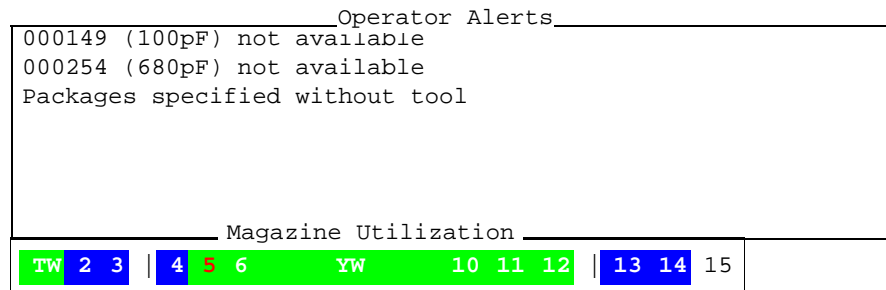 Operator Alerts
000149 (100pF) not available
000254 (680pF) not available
Packages specified without tool
Magazine Utilization
TW 2 3 | 4 5 6 YW 10 11 12 | 13 14 15